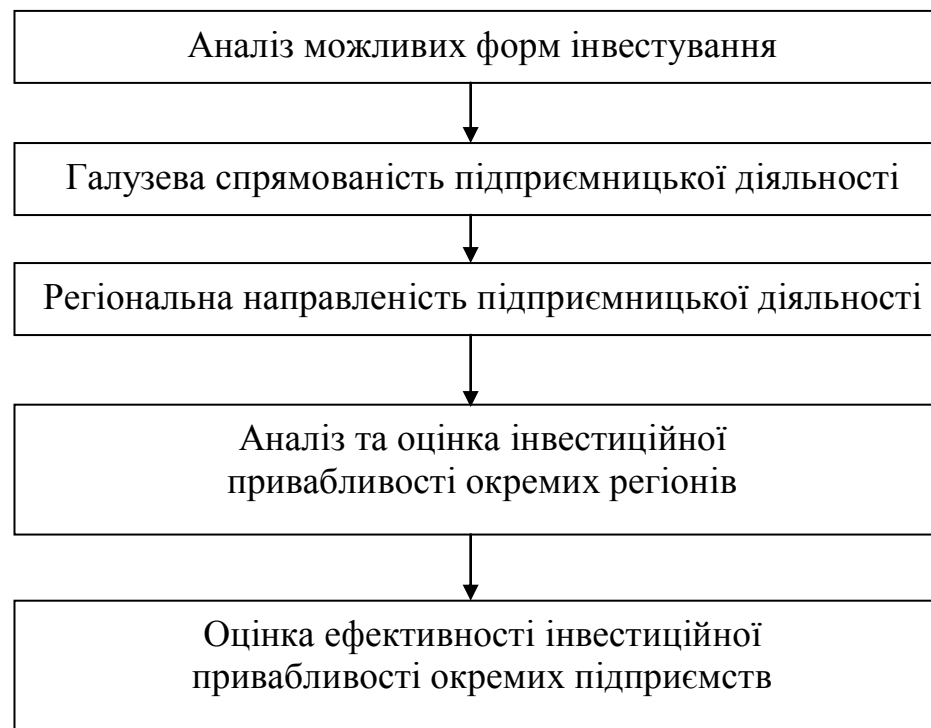 Аналіз можливих форм інвестування
Галузева спрямованість підприємницької діяльності
Регіональна направленість підприємницької діяльності
Аналіз та оцінка інвестиційної
привабливості окремих регіонів
Оцінка ефективності інвестиційної
привабливості окремих підприємств